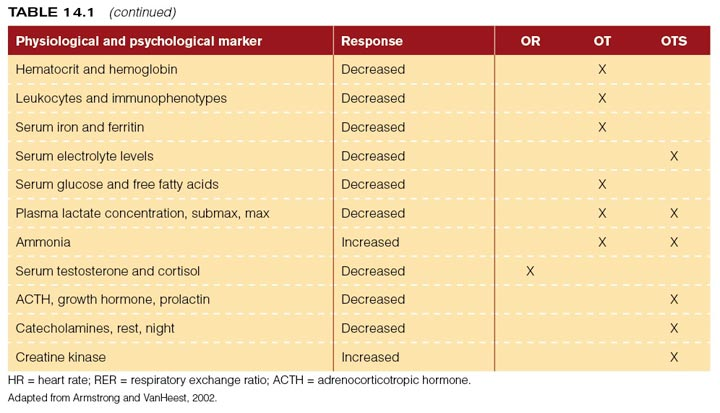 TABLE 14.1 (continued)
Physiological and psychological marker Response OR OT OTS
Hematocrit and hemoglobin Decreased X
Leukocytes and immunophenotypes Decreased X
Serum iron and ferritin Decreased X
Serum electrolyte levels Decreased X
Serum glucose and free fatty acids Decreased X
Plasma lactate concentration, submax, max Decreased X X
Ammonia Increased X X
Serum testosterone and cortisol Decreased X
ACTH, growth hormone, prolactin Decreased X
Catecholamines, rest, night Decreased X
Creatine kinase Increased X
HR = heart rate; RER = respiratory exchange ratio; ACTH = adrenocorticotropic hormone.
Adapted from Armstrong and VanHeest, 2002.